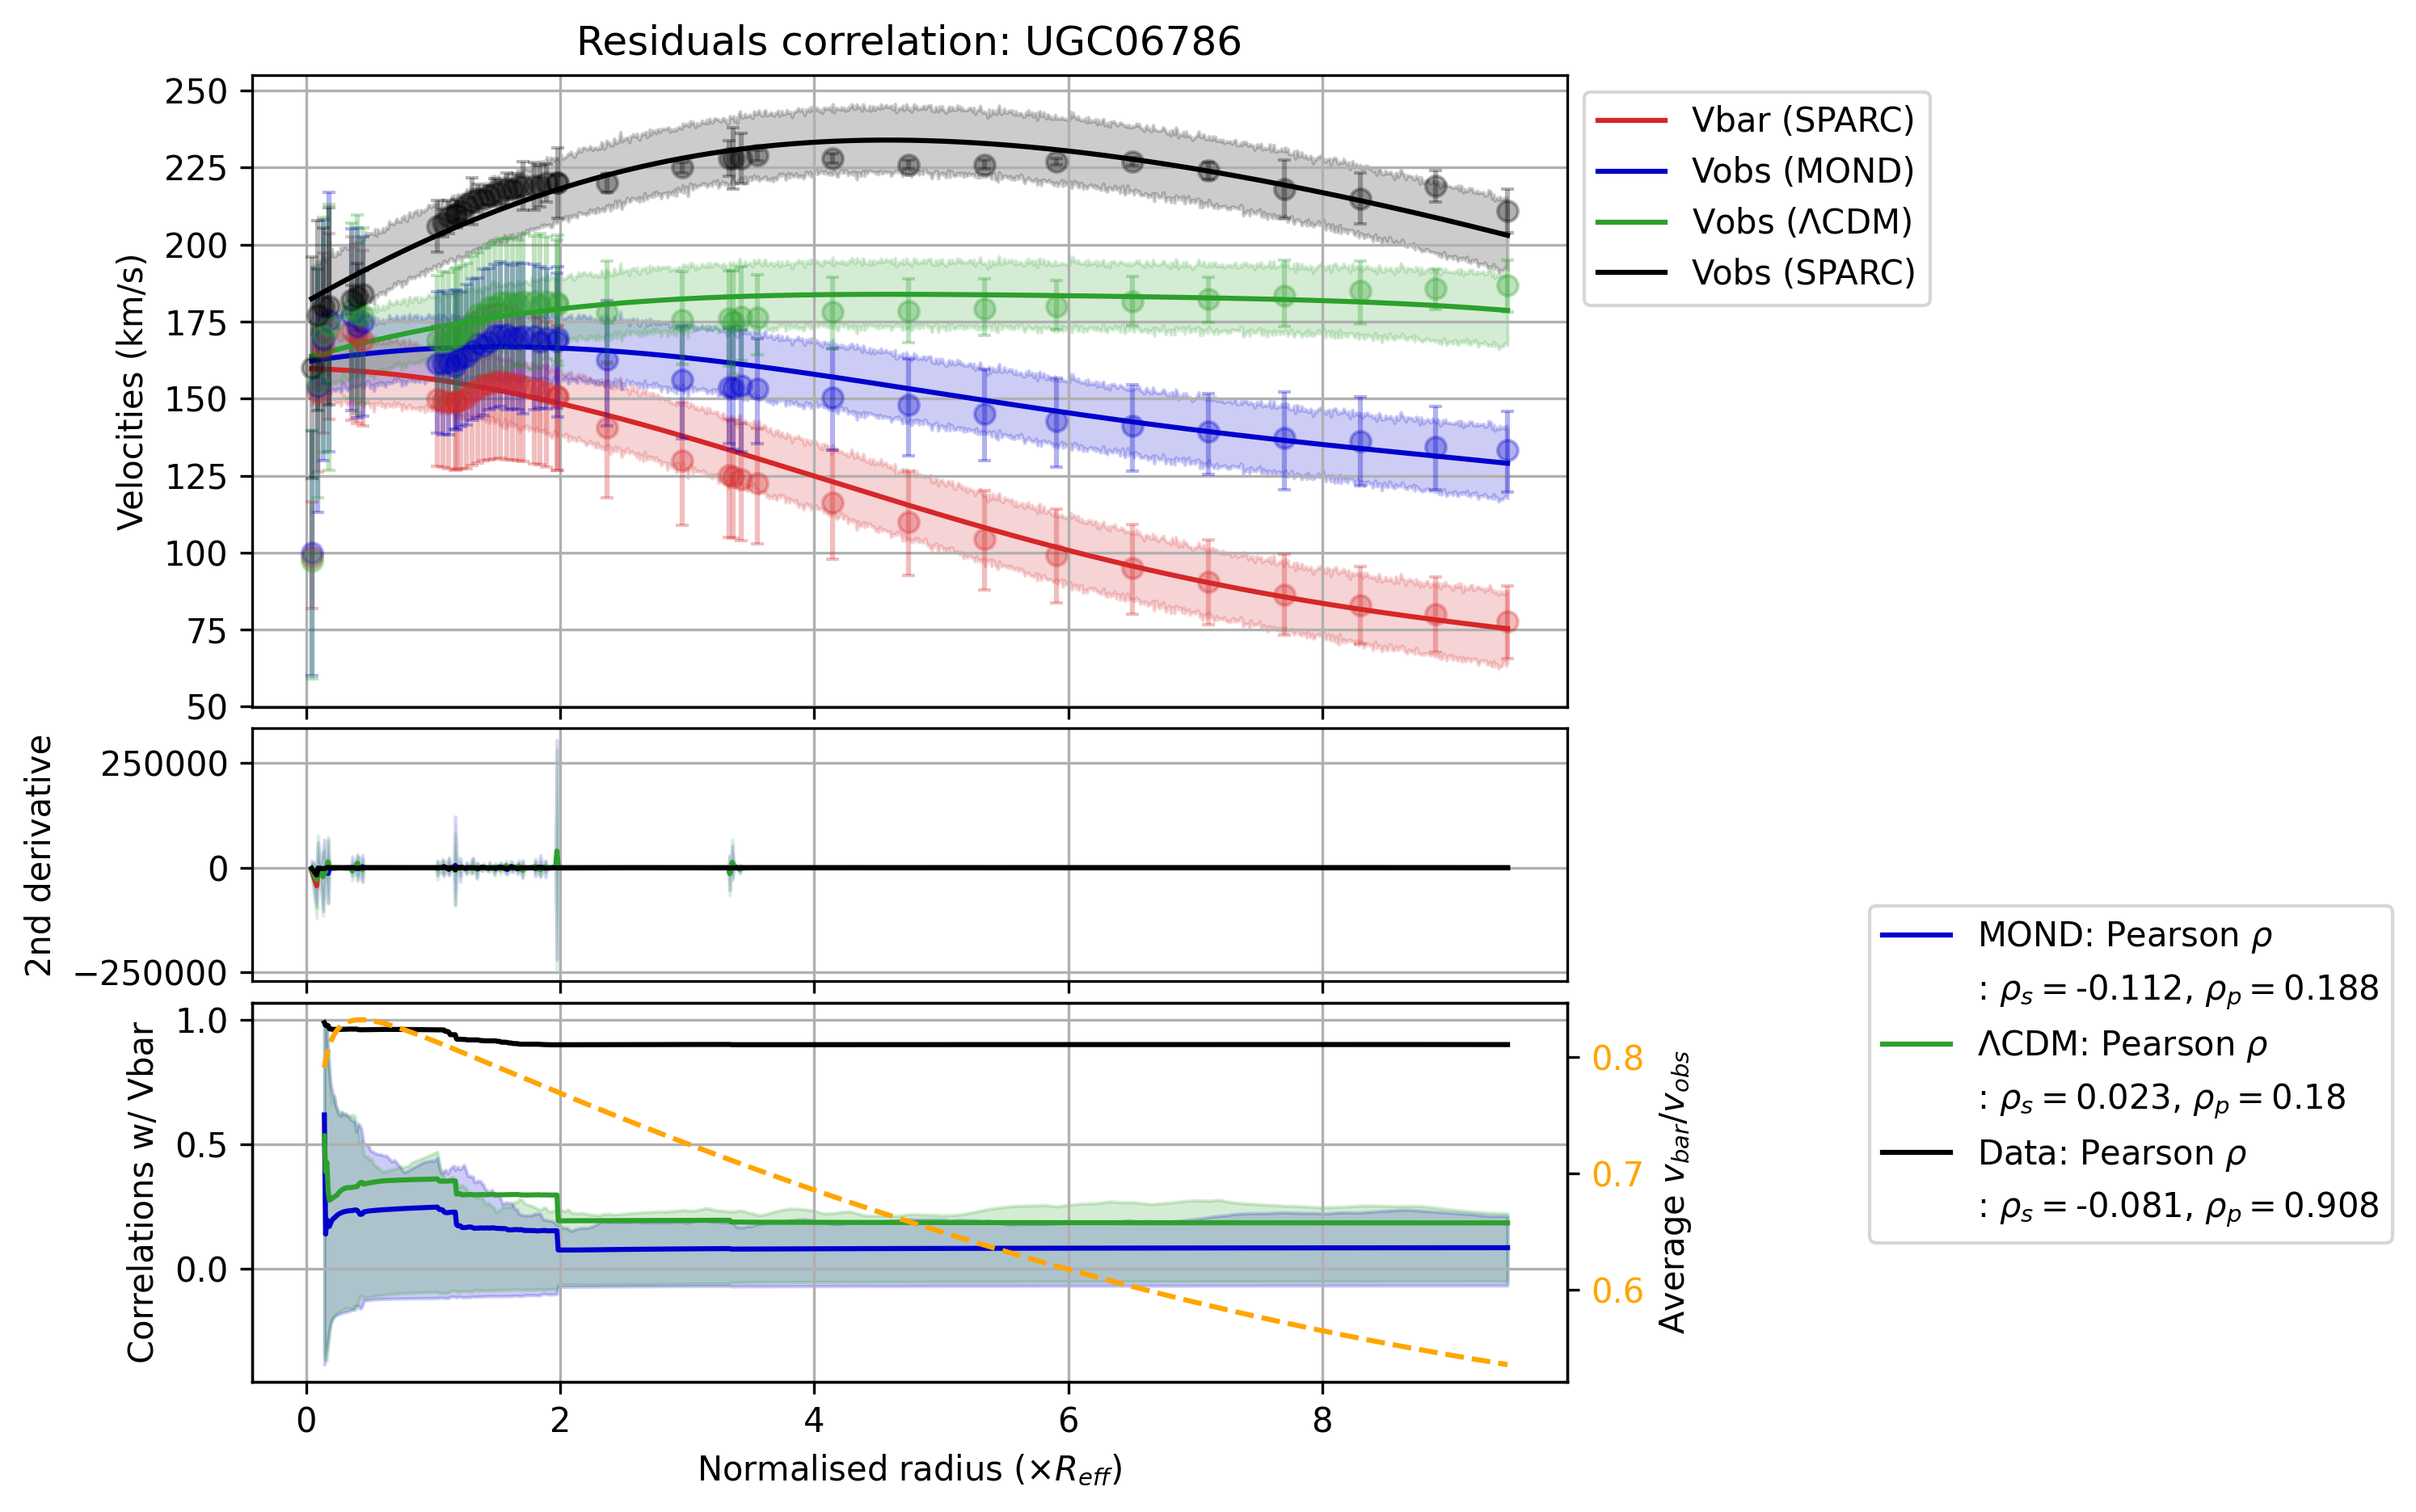 Residuals correlation: UGC06786
250
225
200
175
150
125
100
75
50
Velocities (km/s)
Vbar (SPARC)
Vobs (MOND)
Vobs (ΛCDM)
Vobs (SPARC)
250000
0
−250000
2nd derivative
1.0
0.5
0.0
Correlations w/ Vbar
0.8
0.7
0.6
Average v_bar/v_obs
MOND: Pearson ρ
: ρ_s = -0.112, ρ_p = 0.188
ΛCDM: Pearson ρ
: ρ_s = 0.023, ρ_p = 0.18
Data: Pearson ρ
: ρ_s = -0.081, ρ_p = 0.908
0 2 4 6 8
Normalised radius (×R_eff)